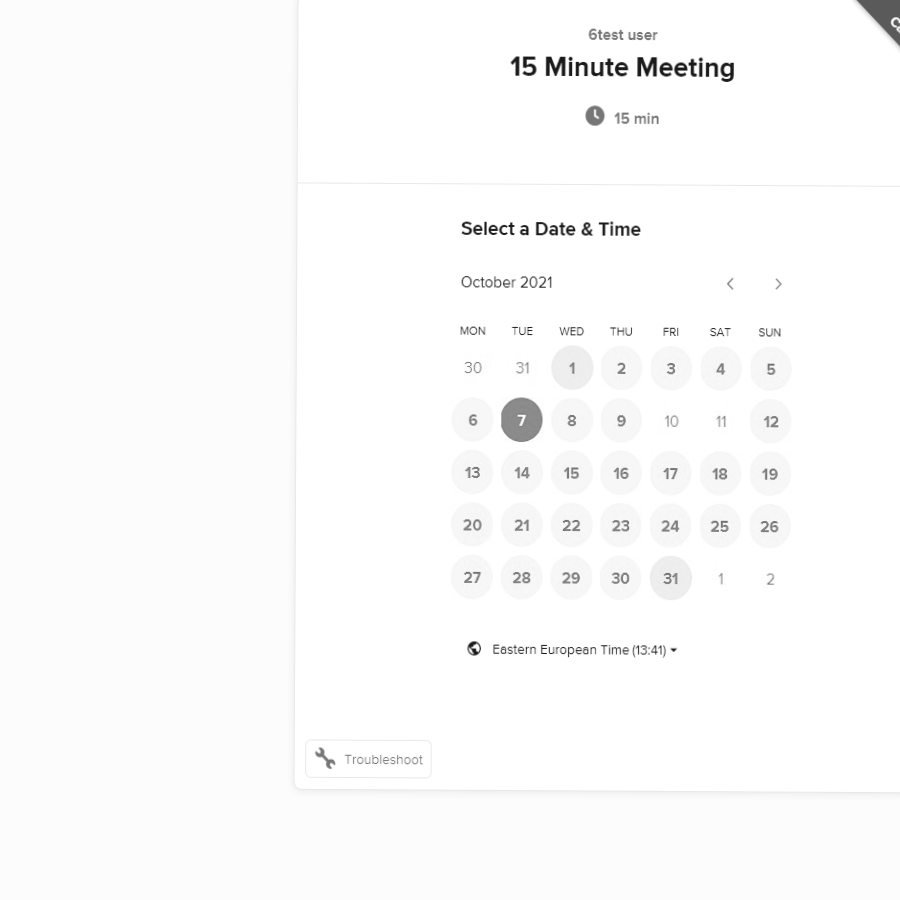 6test user
15 Minute Meeting
15 min
Select a Date & Time
October 2021
MON TUE WED THU FRI SAT SUN
30 31 1 2 3 4 5
6 7 8 9 10 11 12
13 14 15 16 17 18 19
20 21 22 23 24 25 26
27 28 29 30 31 1 2
Eastern European Time (13:41)
Troubleshoot